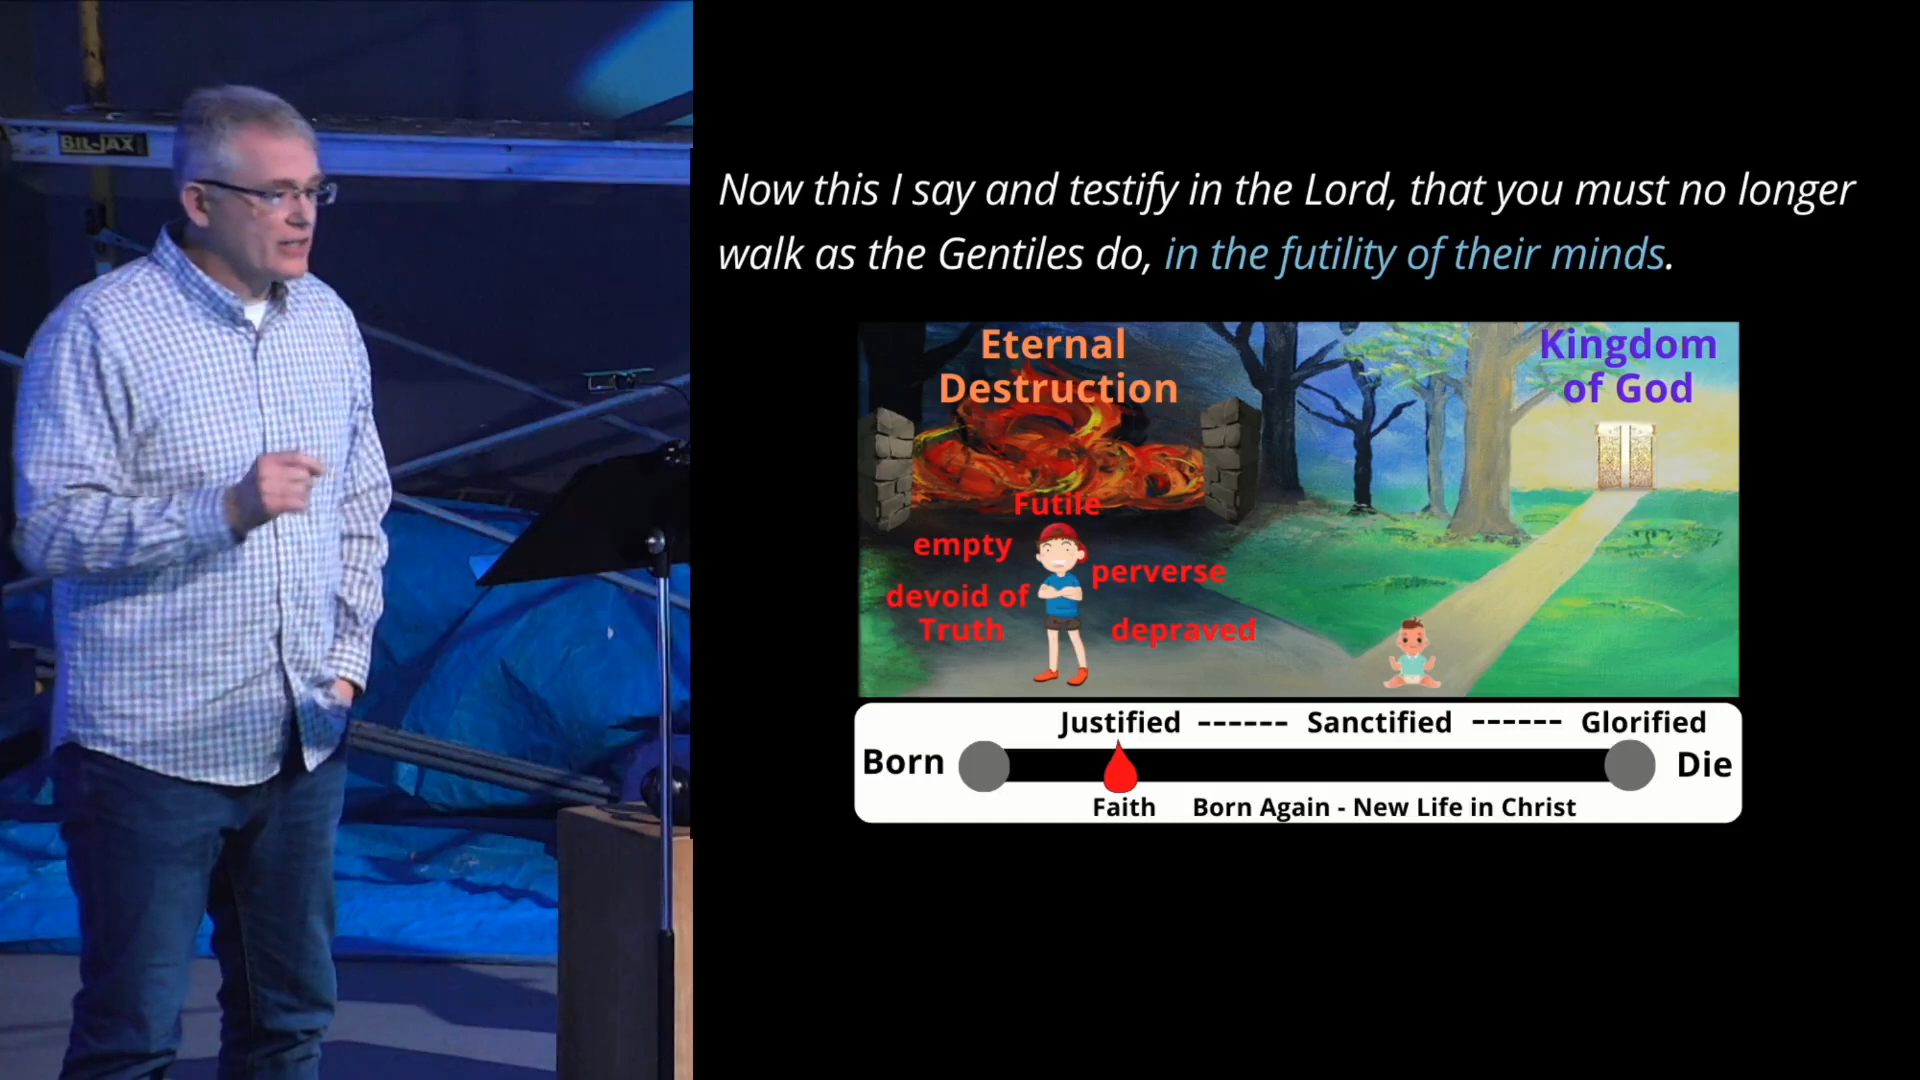 BIL-JAX
Now this I say and testify in the Lord, that you must no longer
walk as the Gentiles do, in the futility of their minds.
Eternal
Destruction
Kingdom
of God
Futile
empty
perverse
devoid of
Truth
depraved
Justified ------ Sanctified ------ Glorified
Born
Die
Faith
Born Again - New Life in Christ